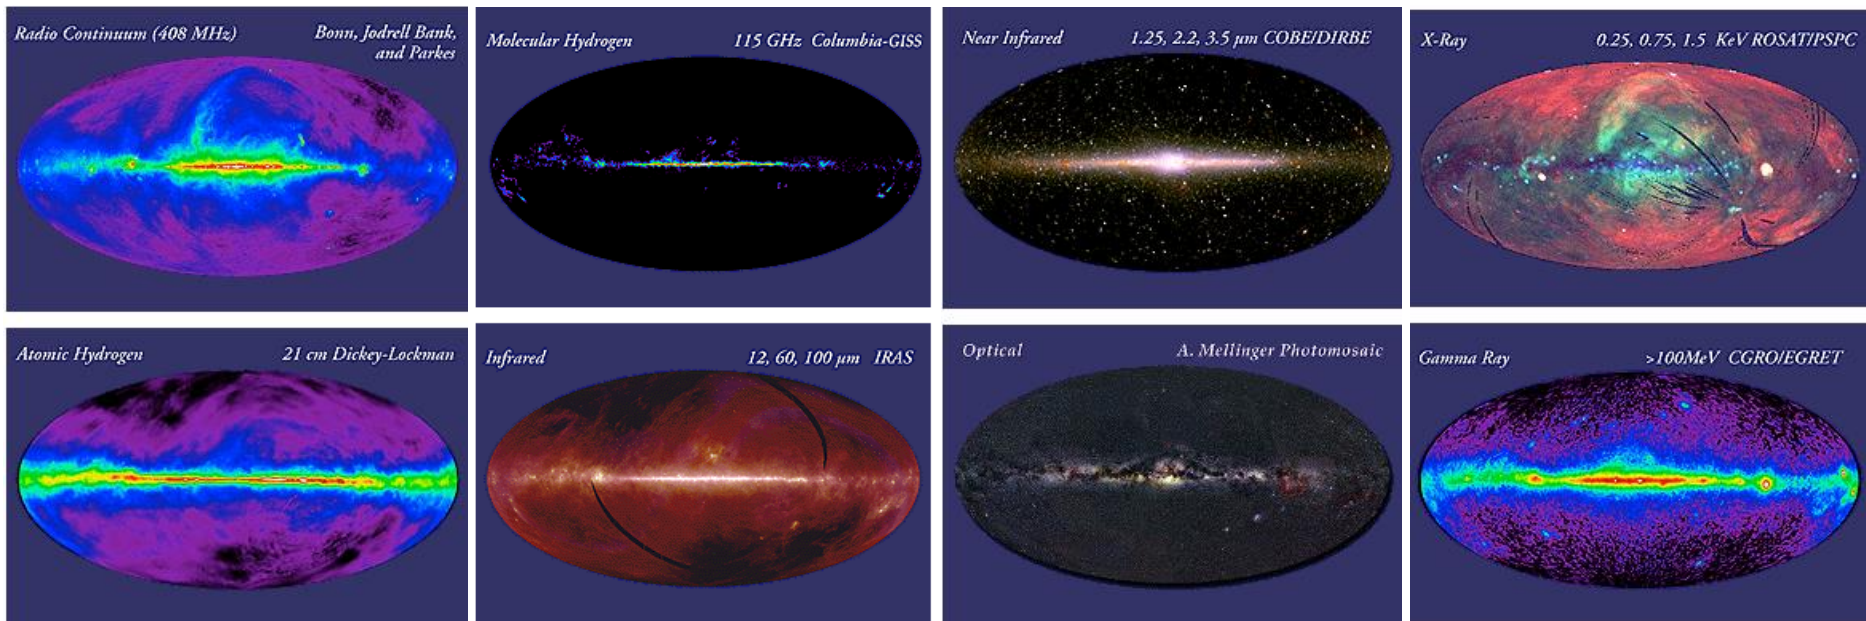 Radio Continuum (408 MHz) Bonn, Jodrell Bank,
and Parkes
Molecular Hydrogen 115 GHz Columbia-GISS
Near Infrared 1.25, 2.2, 3.5 µm COBE/DIRBE
X-Ray 0.25, 0.75, 1.5 KeV ROSAT/PSPC
Atomic Hydrogen 21 cm Dickey-Lockman
Infrared 12, 60, 100 µm IRAS
Optical A. Mellinger Photomosaic
Gamma Ray >100MeV CGRO/EGRET